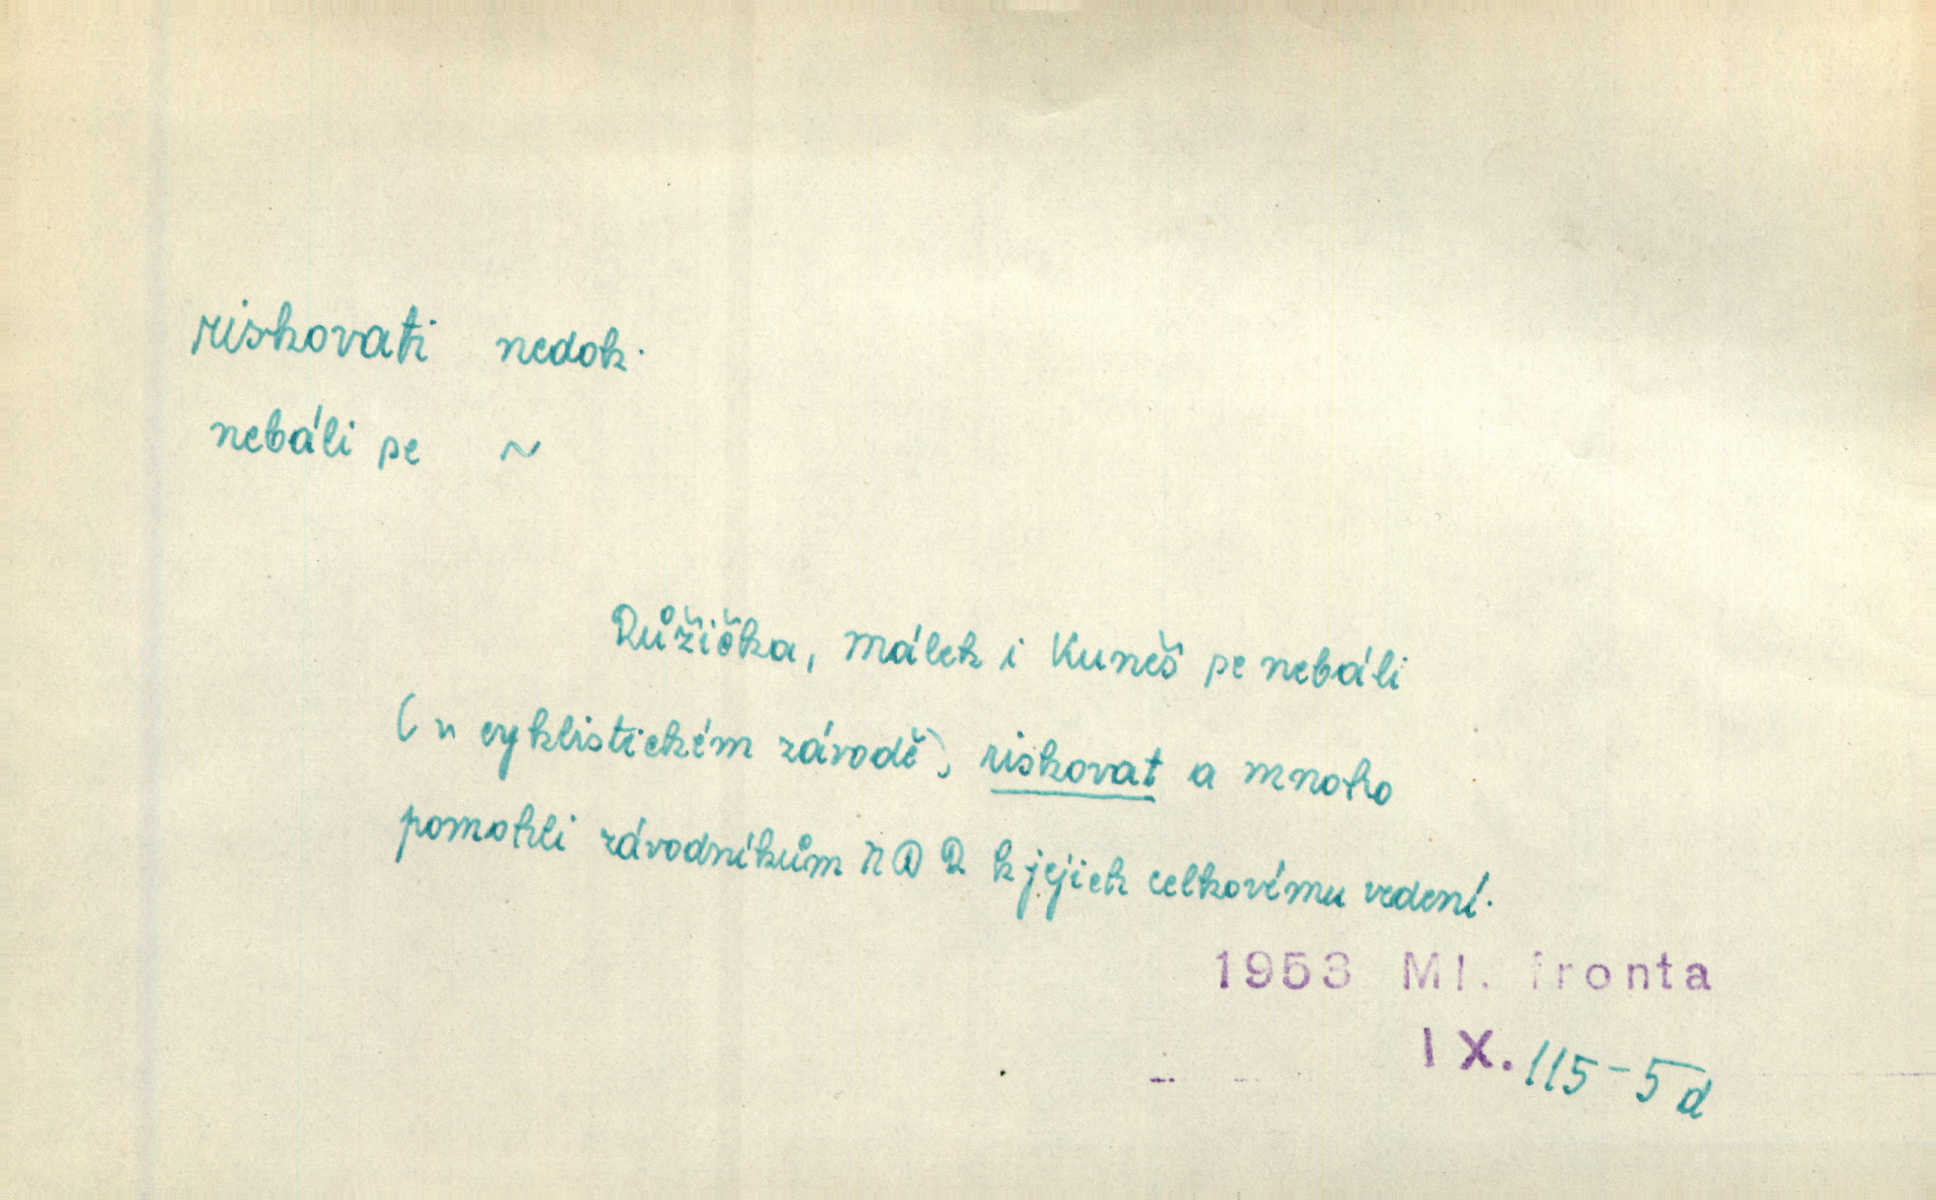 riskovati nedok.
nebáli se ~
Růžička, Málek i Kuneš se nebáli
(v cyklistickém závodě) riskovat a mnoho
pomohli závodníkům NDR k jejich celkovému vedení.
1953 Ml. fronta
IX. 115-5d